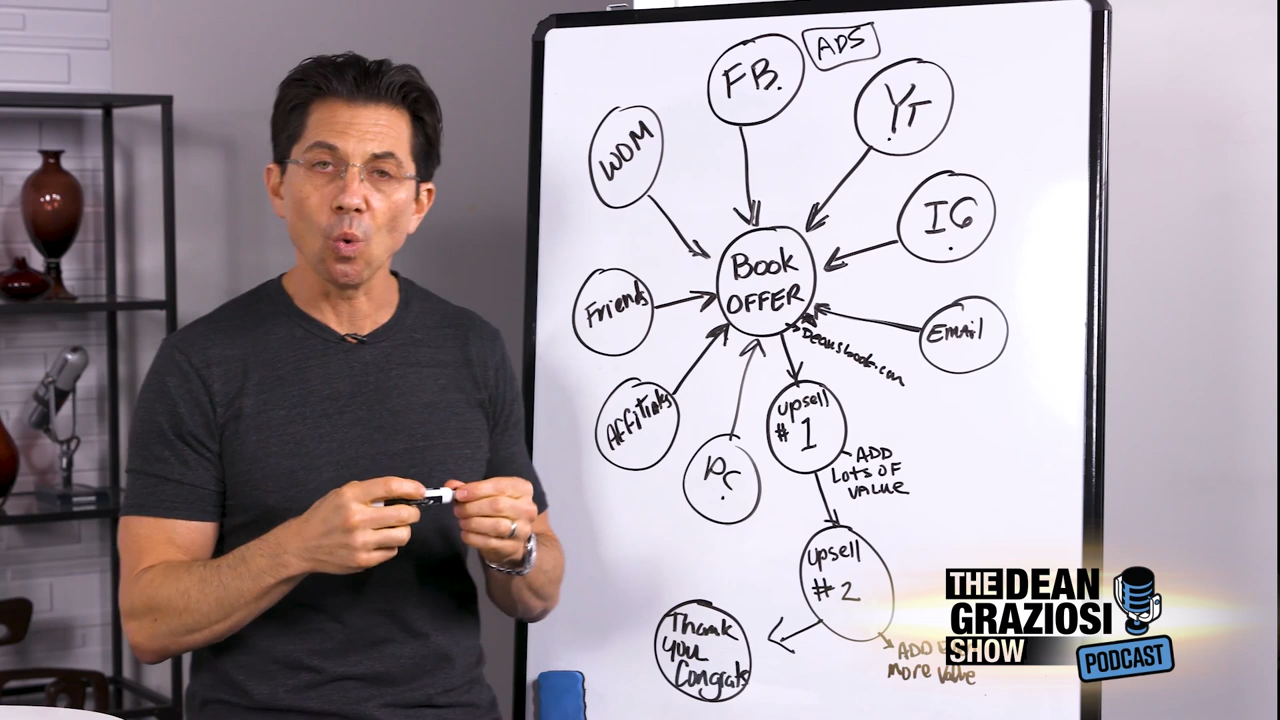 FB.
ADS
YT
WOM
IG
Book
OFFER
Friends
EMAil
Deansbook.com
Affiliates
upsell
# 1
ADD
LOTS OF
VALUE
upsell
# 2
Thank
you
Congrats
ADD
more value
THE DEAN
GRAZIOSI
SHOW
PODCAST